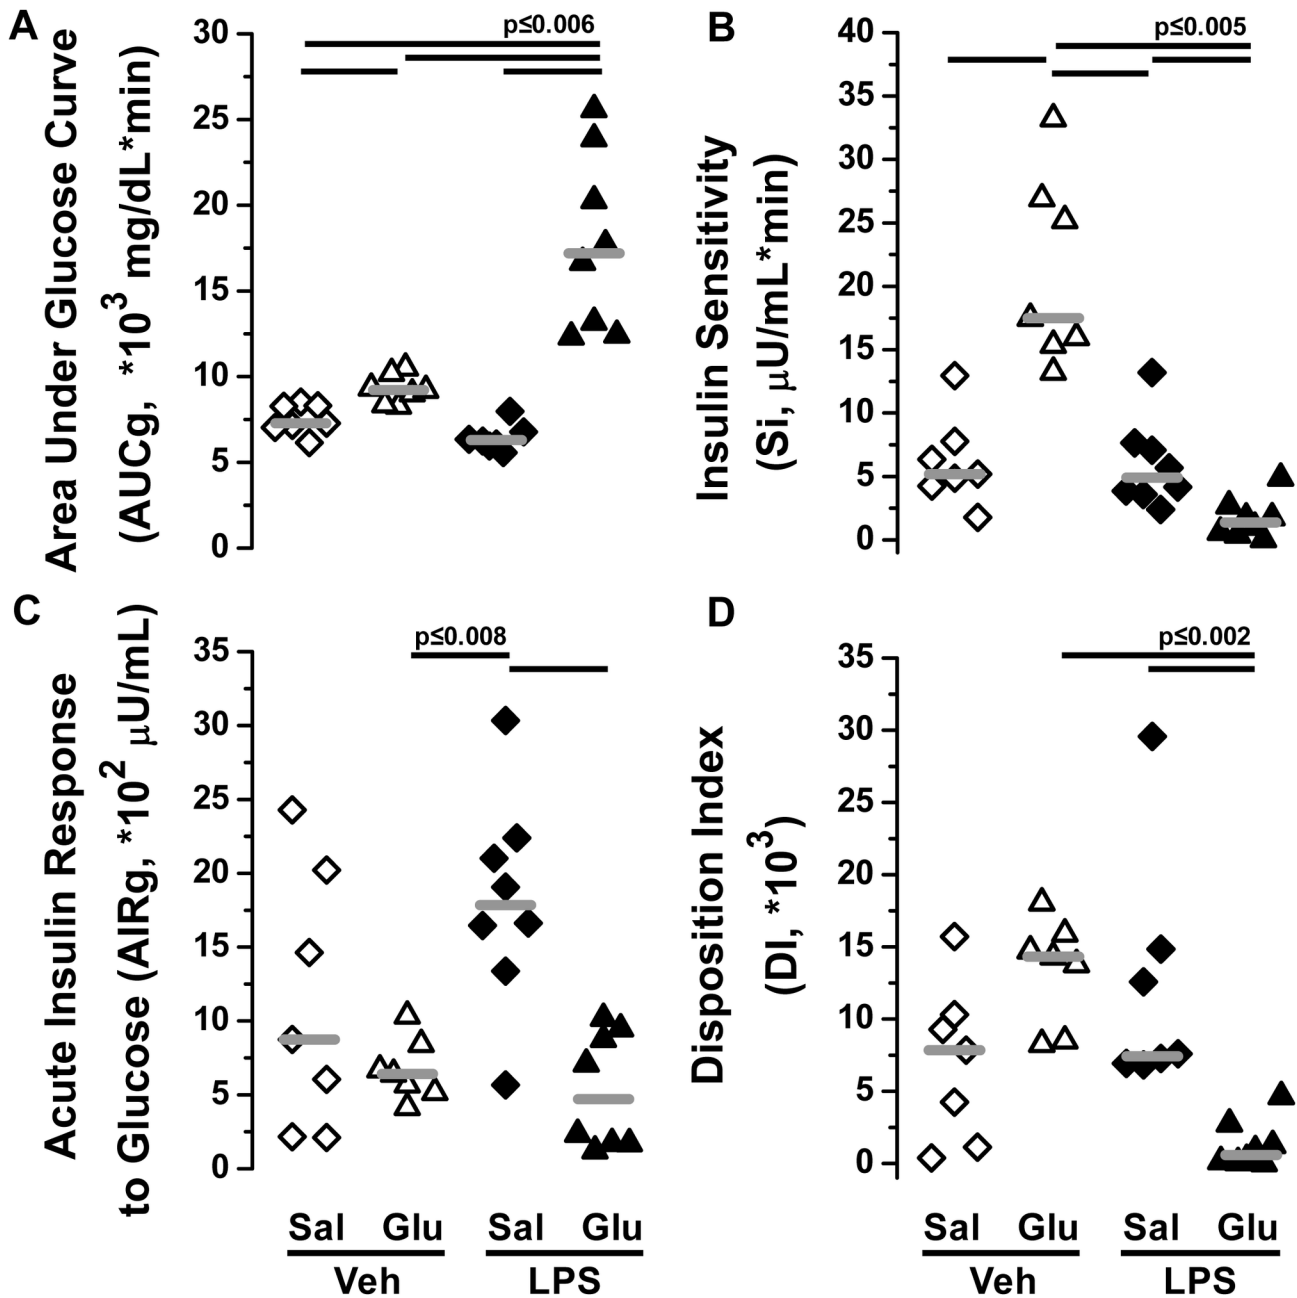 A
Area Under Glucose Curve
(AUCg, *10³ mg/dL*min)
30
25
20
15
10
5
0
p≤0.006
B
Insulin Sensitivity
(Si, μU/mL*min)
40
35
30
25
20
15
10
5
0
p≤0.005
C
Acute Insulin Response
to Glucose (AIRg, *10² μU/mL)
35
30
25
20
15
10
5
0
p≤0.008
Sal Glu Sal Glu
Veh LPS
D
Disposition Index
(DI, *10³)
35
30
25
20
15
10
5
0
p≤0.002
Sal Glu Sal Glu
Veh LPS